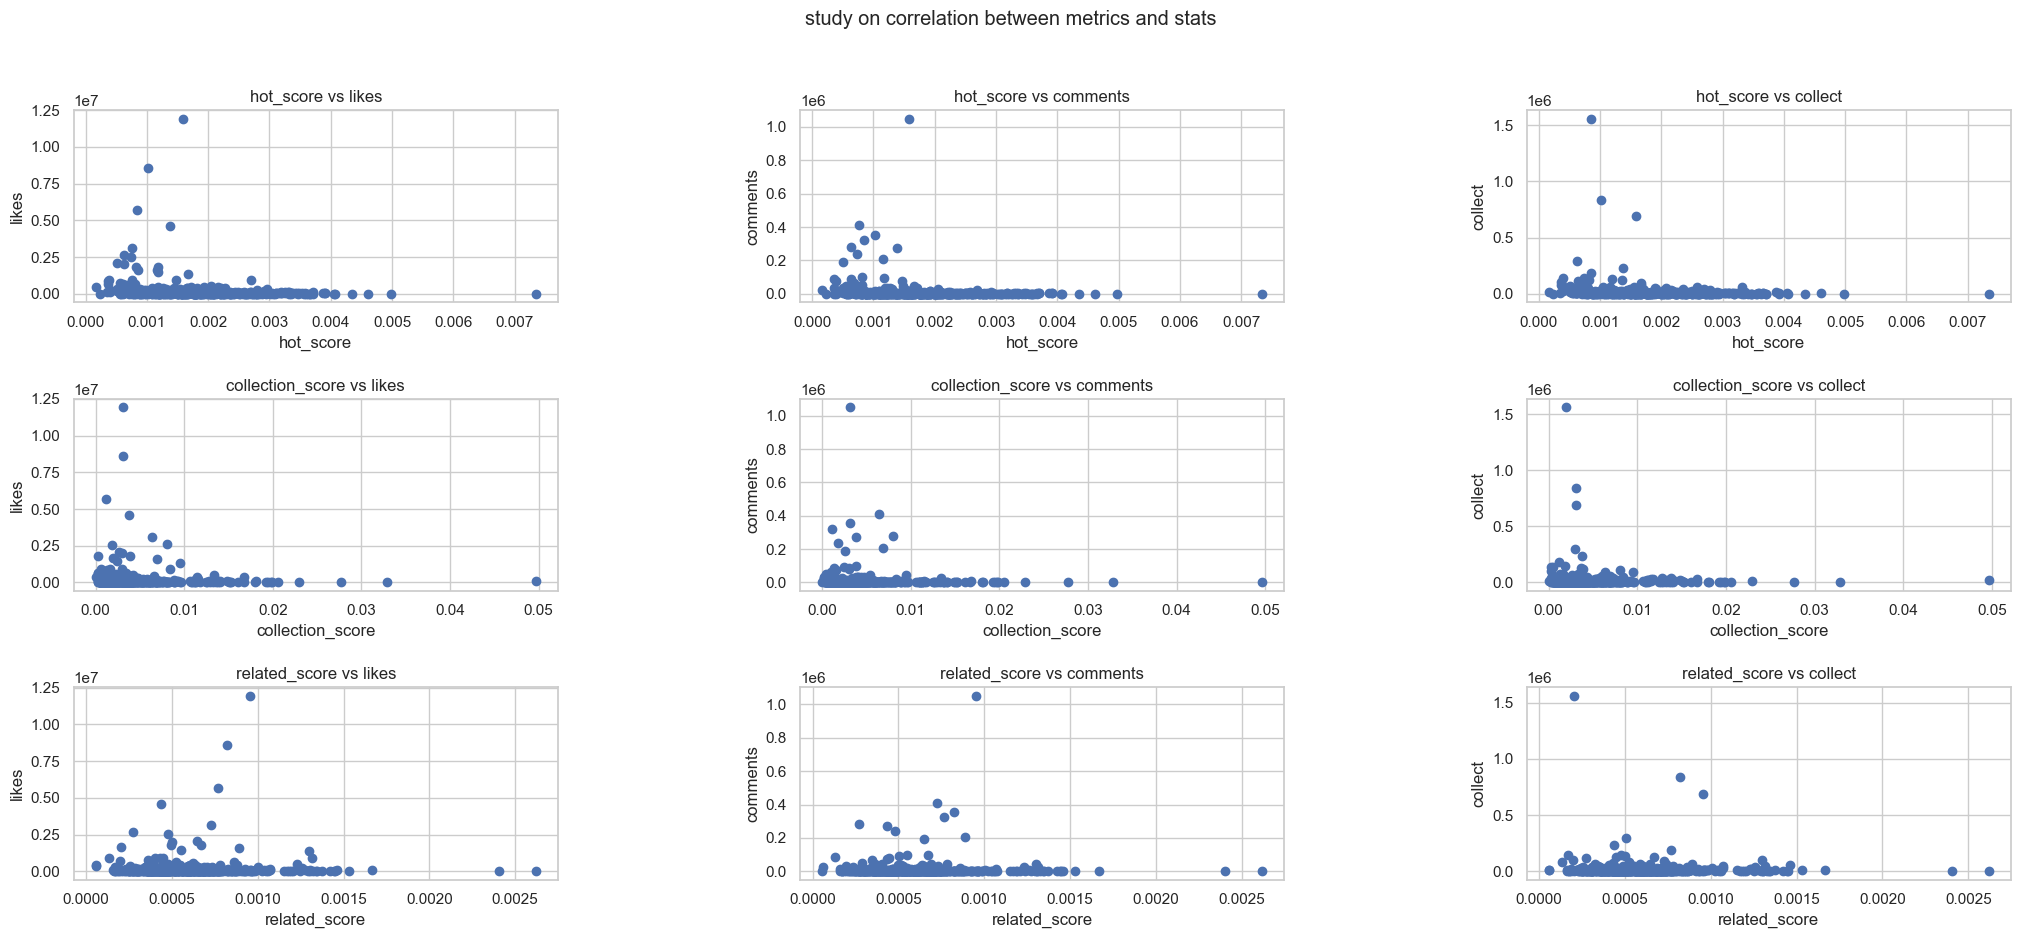 study on correlation between metrics and stats
hot_score vs likes
1e7
likes
1.25
1.00
0.75
0.50
0.25
0.00
0.000 0.001 0.002 0.003 0.004 0.005 0.006 0.007
hot_score
hot_score vs comments
1e6
comments
1.0
0.8
0.6
0.4
0.2
0.0
0.000 0.001 0.002 0.003 0.004 0.005 0.006 0.007
hot_score
hot_score vs collect
1e6
collect
1.5
1.0
0.5
0.0
0.000 0.001 0.002 0.003 0.004 0.005 0.006 0.007
hot_score
collection_score vs likes
1e7
likes
1.25
1.00
0.75
0.50
0.25
0.00
0.00 0.01 0.02 0.03 0.04 0.05
collection_score
collection_score vs comments
1e6
comments
1.0
0.8
0.6
0.4
0.2
0.0
0.00 0.01 0.02 0.03 0.04 0.05
collection_score
collection_score vs collect
1e6
collect
1.5
1.0
0.5
0.0
0.00 0.01 0.02 0.03 0.04 0.05
collection_score
related_score vs likes
1e7
likes
1.25
1.00
0.75
0.50
0.25
0.00
0.0000 0.0005 0.0010 0.0015 0.0020 0.0025
related_score
related_score vs comments
1e6
comments
1.0
0.8
0.6
0.4
0.2
0.0
0.0000 0.0005 0.0010 0.0015 0.0020 0.0025
related_score
related_score vs collect
1e6
collect
1.5
1.0
0.5
0.0
0.0000 0.0005 0.0010 0.0015 0.0020 0.0025
related_score